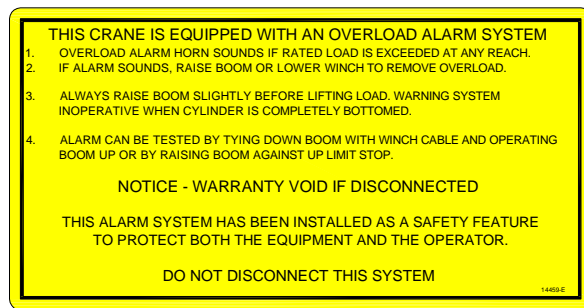 THIS CRANE IS EQUIPPED WITH AN OVERLOAD ALARM SYSTEM
1. OVERLOAD ALARM HORN SOUNDS IF RATED LOAD IS EXCEEDED AT ANY REACH.
2. IF ALARM SOUNDS, RAISE BOOM OR LOWER WINCH TO REMOVE OVERLOAD.
3. ALWAYS RAISE BOOM SLIGHTLY BEFORE LIFTING LOAD. WARNING SYSTEM
INOPERATIVE WHEN CYLINDER IS COMPLETELY BOTTOMED.
4. ALARM CAN BE TESTED BY TYING DOWN BOOM WITH WINCH CABLE AND OPERATING
BOOM UP OR BY RAISING BOOM AGAINST UP LIMIT STOP.
NOTICE - WARRANTY VOID IF DISCONNECTED
THIS ALARM SYSTEM HAS BEEN INSTALLED AS A SAFETY FEATURE
TO PROTECT BOTH THE EQUIPMENT AND THE OPERATOR.
DO NOT DISCONNECT THIS SYSTEM
14459-E